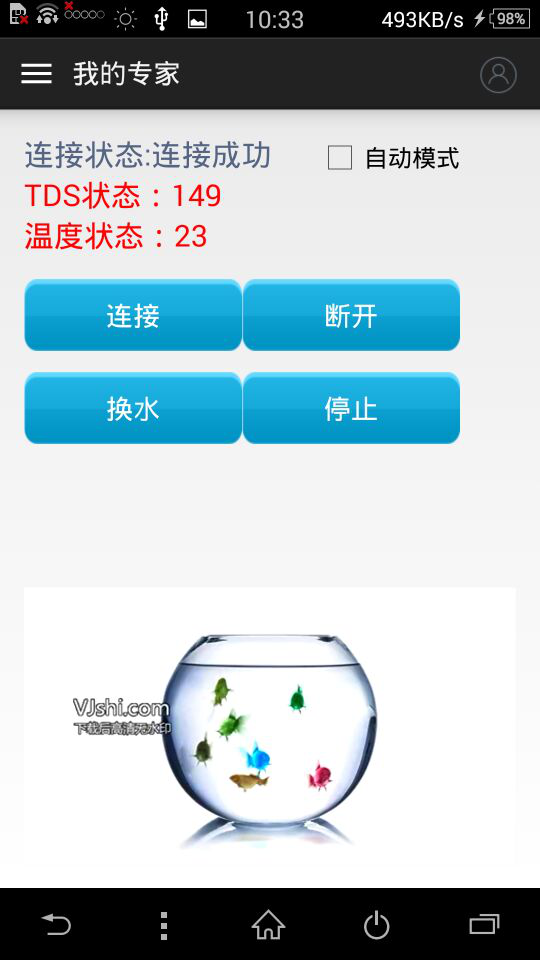 10:33
493KB/s
98%
我的专家
连接状态:连接成功
自动模式
TDS状态：149
温度状态：23
连接
断开
换水
停止
VJshi.com
下载后高清无水印